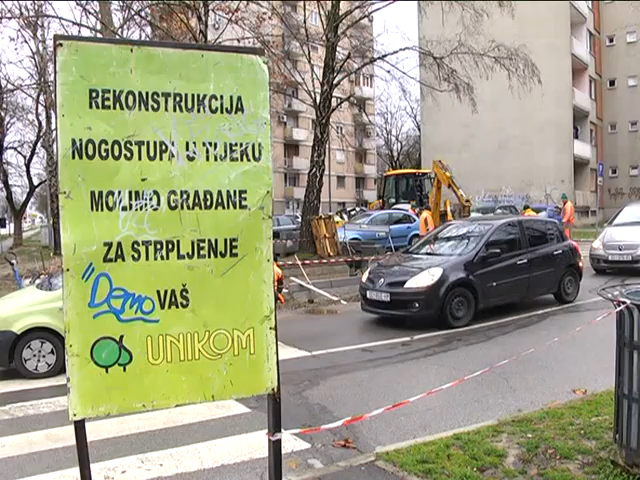 REKONSTRUKCIJA
NOGOSTUPA U TIJEKU
MOLIMO GRAĐANE
ZA STRPLJENJE
"Demo VAŠ
UNIKOM